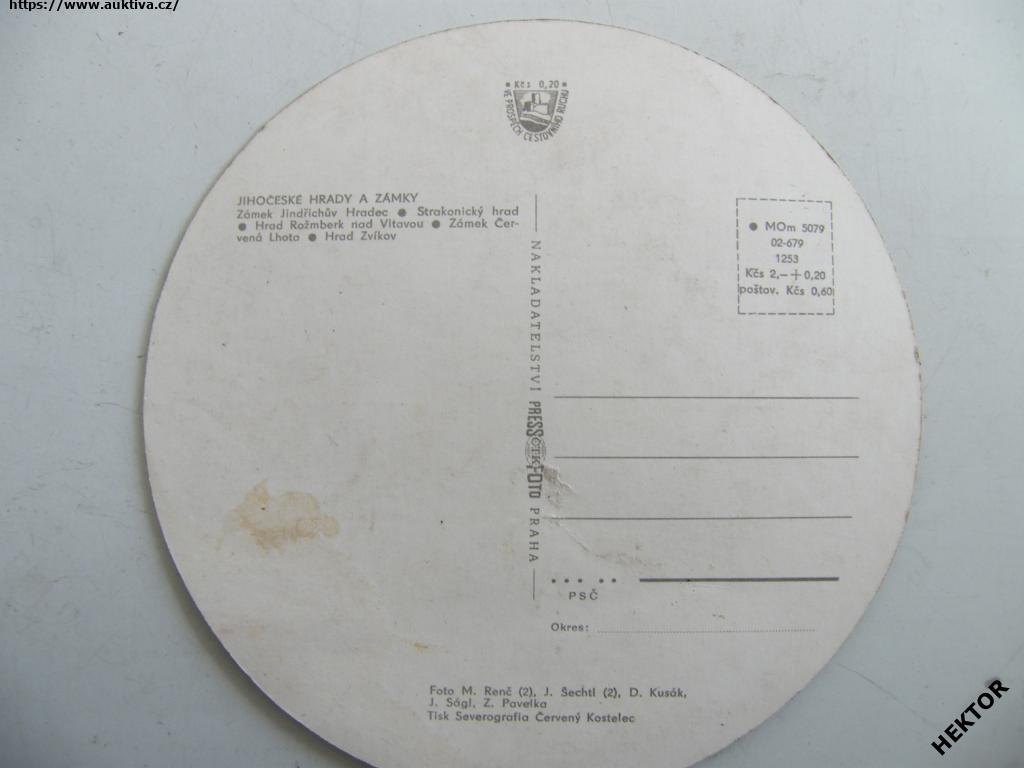 https://www.auktiva.cz/
• Kčs 0,20 •
VE PROSPĚCH CESTOVNÍHO RUCHU
JIHOČESKÉ HRADY A ZÁMKY
Zámek Jindřichův Hradec ● Strakonický hrad
● Hrad Rožmberk nad Vltavou ● Zámek Čer-
vená Lhota ● Hrad Zvíkov
NAKLADATELSTVÍ PRESSFOTO PRAHA
ČTK
● MOm 5079
02-679
1253
Kčs 2,—+0,20
poštov. Kčs 0,60
PSČ
Okres:
Foto M. Renč (2), J. Šechtl (2), D. Kusák,
J. Ságl, Z. Pavelka
Tisk Severografia Červený Kostelec
HEKTOR